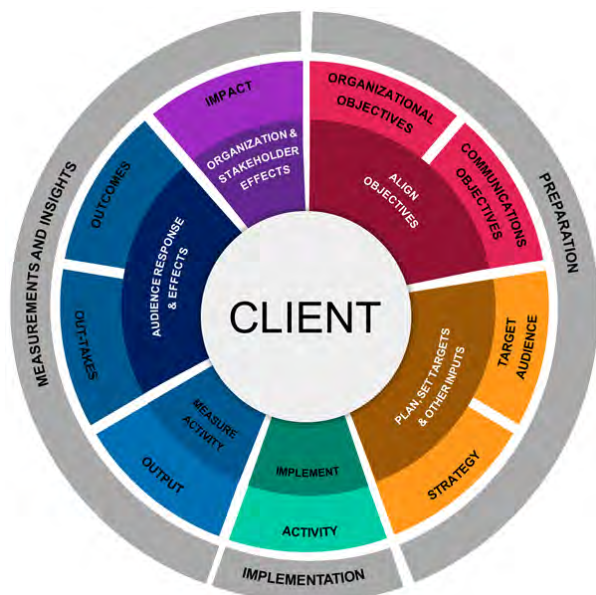 CLIENT
PREPARATION
ORGANIZATIONAL
OBJECTIVES
COMMUNICATIONS
OBJECTIVES
ALIGN
OBJECTIVES
TARGET
AUDIENCE
STRATEGY
PLAN, SET TARGETS
& OTHER INPUTS
IMPLEMENTATION
ACTIVITY
IMPLEMENT
MEASUREMENTS AND INSIGHTS
OUTPUT
MEASURE
ACTIVITY
OUT-TAKES
OUTCOMES
AUDIENCE RESPONSE
& EFFECTS
IMPACT
ORGANIZATION &
STAKEHOLDER
EFFECTS